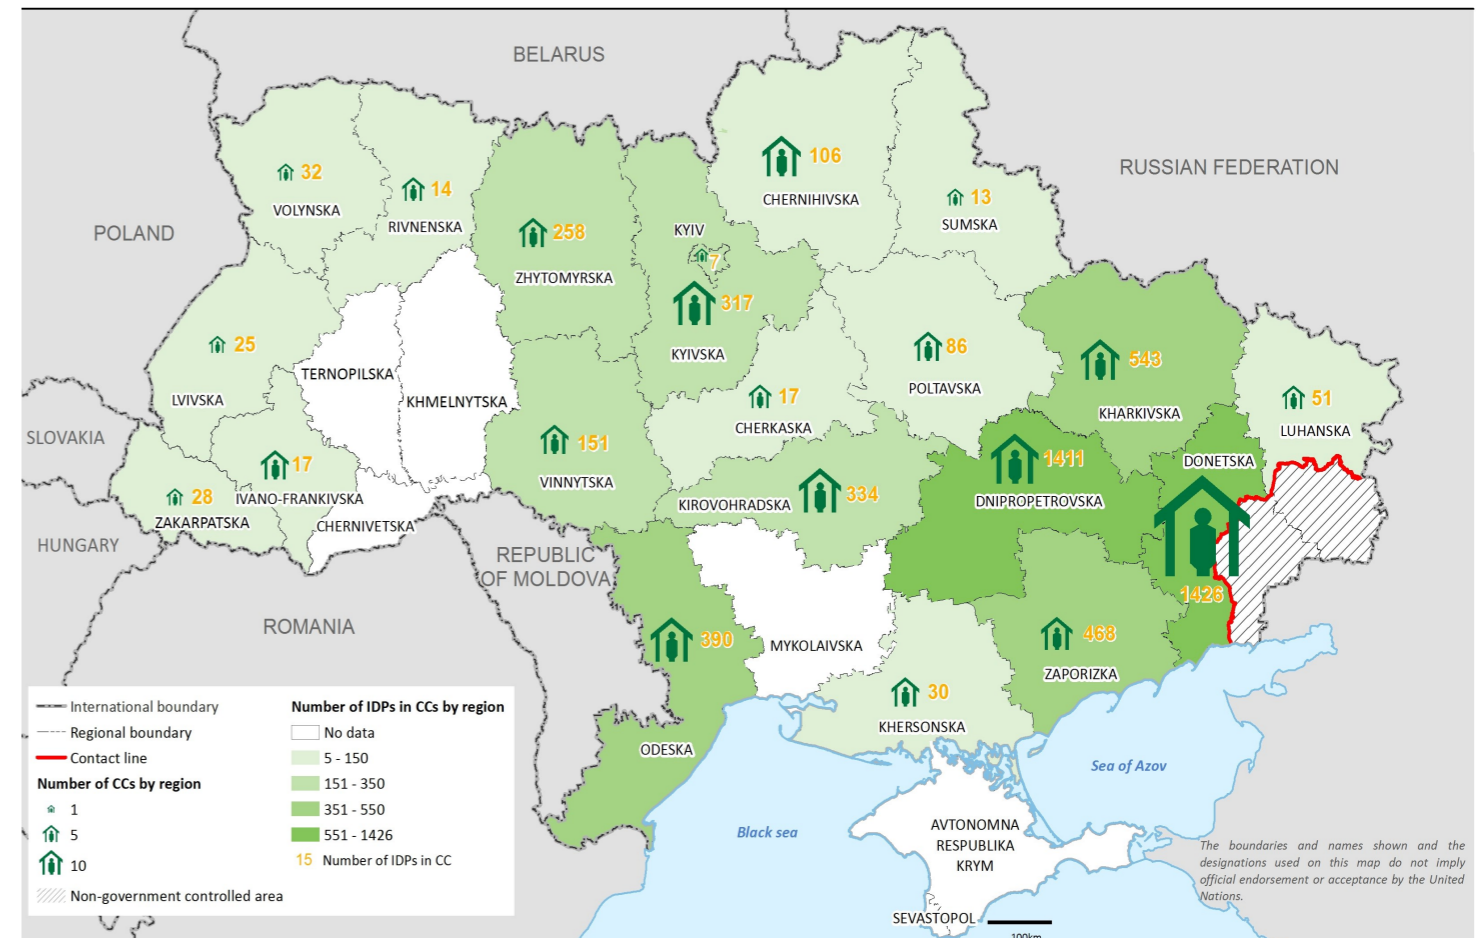 BELARUS
RUSSIAN FEDERATION
POLAND
SLOVAKIA
HUNGARY
ROMANIA
REPUBLIC
OF MOLDOVA
32
VOLYNSKA
14
RIVNENSKA
258
ZHYTOMYRSKA
KYIV
7
317
KYIVSKA
106
CHERNIHIVSKA
13
SUMSKA
25
LVIVSKA
TERNOPILSKA
KHMELNYTSKA
17
IVANO-FRANKIVSKA
28
ZAKARPATSKA
CHERNIVETSKA
151
VINNYTSKA
17
CHERKASKA
86
POLTAVSKA
543
KHARKIVSKA
51
LUHANSKA
DONETSKA
1426
1411
DNIPROPETROVSKA
334
KIROVOHRADSKA
390
ODESKA
MYKOLAIVSKA
30
KHERSONSKA
468
ZAPORIZKA
Black sea
Sea of Azov
AVTONOMNA
RESPUBLIKA
KRYM
SEVASTOPOL
100km
International boundary
Regional boundary
Contact line
Number of CCs by region
1
5
10
Non-government controlled area
Number of IDPs in CCs by region
No data
5 - 150
151 - 350
351 - 550
551 - 1426
15 Number of IDPs in CC
The boundaries and names shown and the
designations used on this map do not imply
official endorsement or acceptance by the United
Nations.